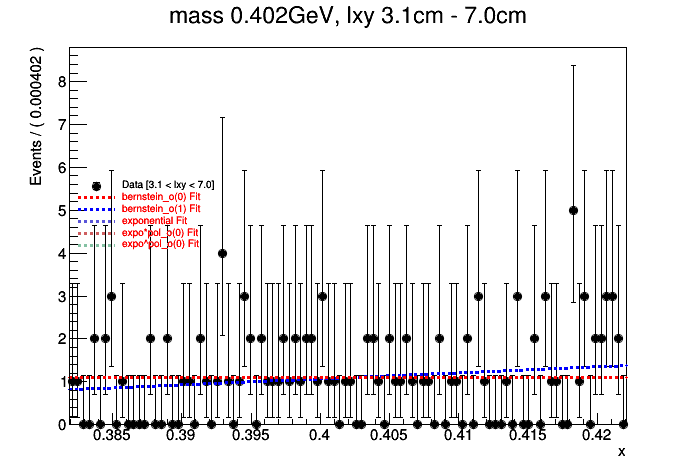 mass 0.402GeV, lxy 3.1cm - 7.0cm
Events / ( 0.000402 )
8
7
6
5
4
3
2
1
0
Data [3.1 < lxy < 7.0]
bernstein_o(0) Fit
bernstein_o(1) Fit
exponential Fit
expo*pol_o(0) Fit
expo^pol_o(0) Fit
0.385 0.39 0.395 0.4 0.405 0.41 0.415 0.42
x